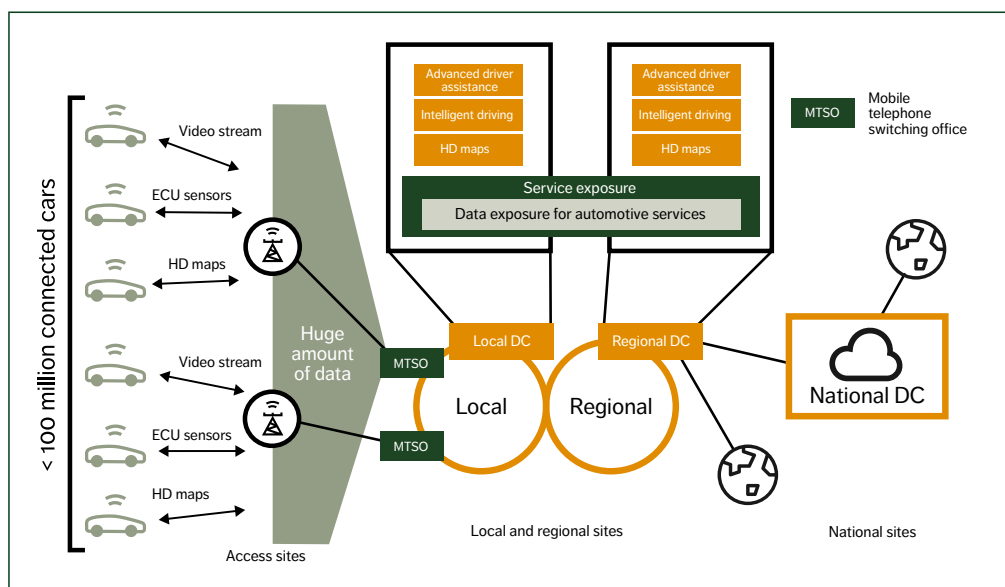 < 100 million connected cars
Video stream
ECU sensors
HD maps
Video stream
ECU sensors
HD maps
Huge
amount
of data
Access sites
Advanced driver
assistance
Intelligent driving
HD maps
Advanced driver
assistance
Intelligent driving
HD maps
Service exposure
Data exposure for automotive services
MTSO
Mobile
telephone
switching office
MTSO
MTSO
Local DC
Regional DC
Local
Regional
National DC
Local and regional sites
National sites